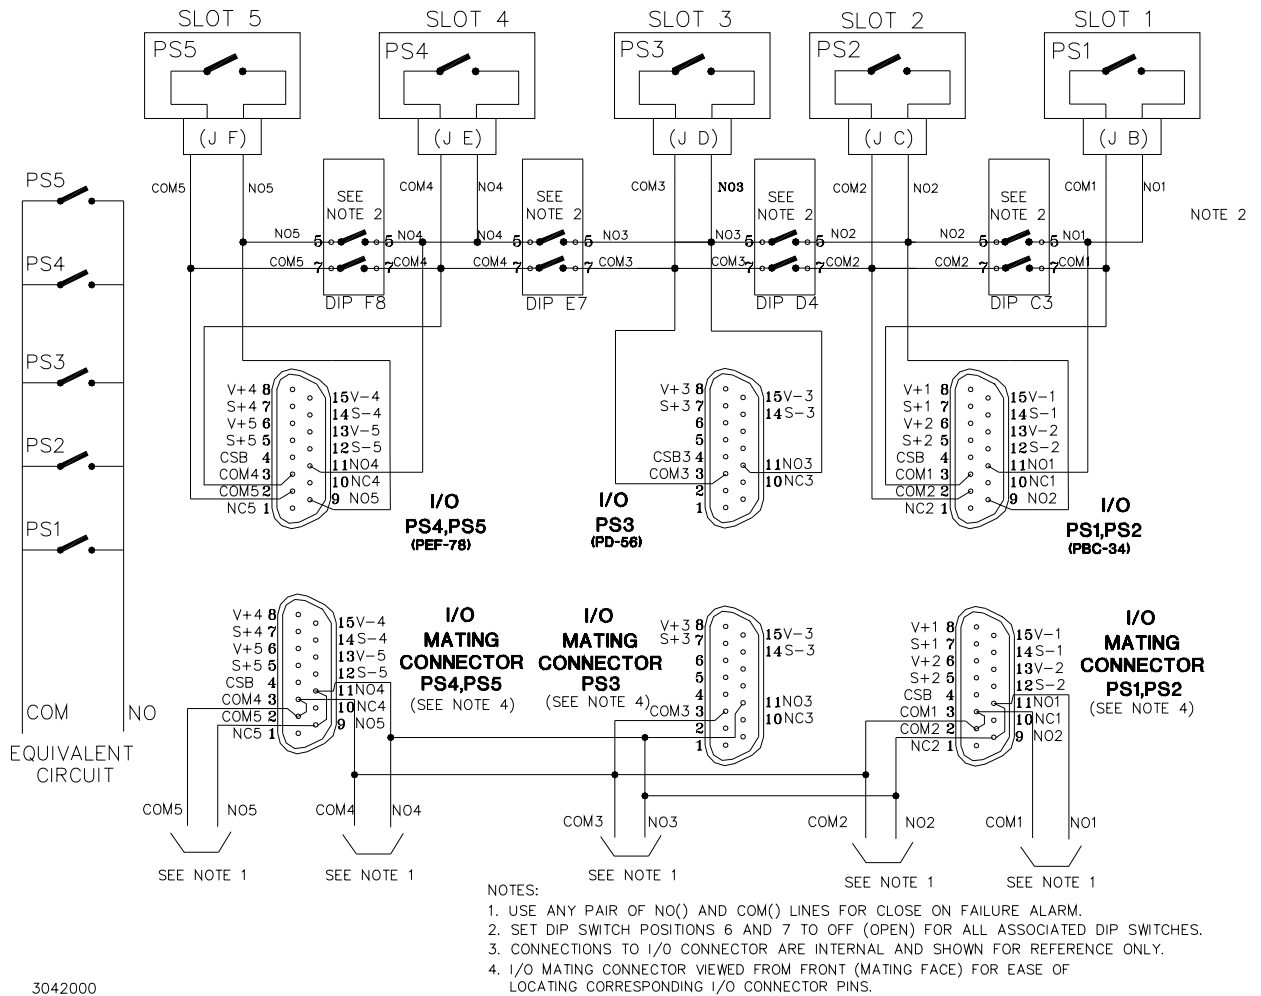 SLOT 5 SLOT 4 SLOT 3 SLOT 2 SLOT 1
PS5 PS4 PS3 PS2 PS1
(J F) (J E) (J D) (J C) (J B)
COM5 NO5 COM4 NO4 COM3 NO3 COM2 NO2 COM1 NO1
SEE NOTE 2 SEE NOTE 2 SEE NOTE 2 SEE NOTE 2 NOTE 2
NO5 5 5 NO4 NO4 5 5 NO3 NO3 5 5 NO2 NO2 5 5 NO1
COM5 7 7 COM4 COM4 7 7 COM3 COM3 7 7 COM2 COM2 7 7 COM1
DIP F8 DIP E7 DIP D4 DIP C3
PS5
PS4
PS3
PS2
PS1
COM NO
EQUIVALENT
CIRCUIT
V+4 8
S+4 7
V+5 6
S+5 5
CSB 4
COM4 3
COM5 2
NC5 1
15 V-4
14 S-4
13 V-5
12 S-5
11 NO4
10 NC4
9 NO5
I/O
PS4,PS5
(PEF-78)
I/O
PS3
(PD-56)
V+3 8
S+3 7
6
5
CSB3 4
COM3 3
2
1
15 V-3
14 S-3
11 NO3
10 NC3
V+1 8
S+1 7
V+2 6
S+2 5
CSB 4
COM1 3
COM2 2
NC2 1
15 V-1
14 S-1
13 V-2
12 S-2
11 NO1
10 NC1
9 NO2
I/O
PS1,PS2
(PBC-34)
V+4 8
S+4 7
V+5 6
S+5 5
CSB 4
COM4 3
COM5 2
NC5 1
15 V-4
14 S-4
13 V-5
12 S-5
11 NO4
10 NC4
9 NO5
I/O
MATING
CONNECTOR
PS4,PS5
(SEE NOTE 4)
I/O
MATING
CONNECTOR
PS3
(SEE NOTE 4)
V+3 8
S+3 7
6
5
4
COM3 3
2
1
15 V-3
14 S-3
11 NO3
10 NC3
V+1 8
S+1 7
V+2 6
S+2 5
CSB 4
COM1 3
COM2 2
NC2 1
15 V-1
14 S-1
13 V-2
12 S-2
11 NO1
10 NC1
9 NO2
I/O
MATING
CONNECTOR
PS1,PS2
(SEE NOTE 4)
COM5 NO5 COM4 NO4 COM3 NO3 COM2 NO2 COM1 NO1
SEE NOTE 1 SEE NOTE 1 SEE NOTE 1 SEE NOTE 1 SEE NOTE 1
NOTES:
1. USE ANY PAIR OF NO() AND COM() LINES FOR CLOSE ON FAILURE ALARM.
2. SET DIP SWITCH POSITIONS 6 AND 7 TO OFF (OPEN) FOR ALL ASSOCIATED DIP SWITCHES.
3. CONNECTIONS TO I/O CONNECTOR ARE INTERNAL AND SHOWN FOR REFERENCE ONLY.
4. I/O MATING CONNECTOR VIEWED FROM FRONT (MATING FACE) FOR EASE OF
LOCATING CORRESPONDING I/O CONNECTOR PINS.
3042000